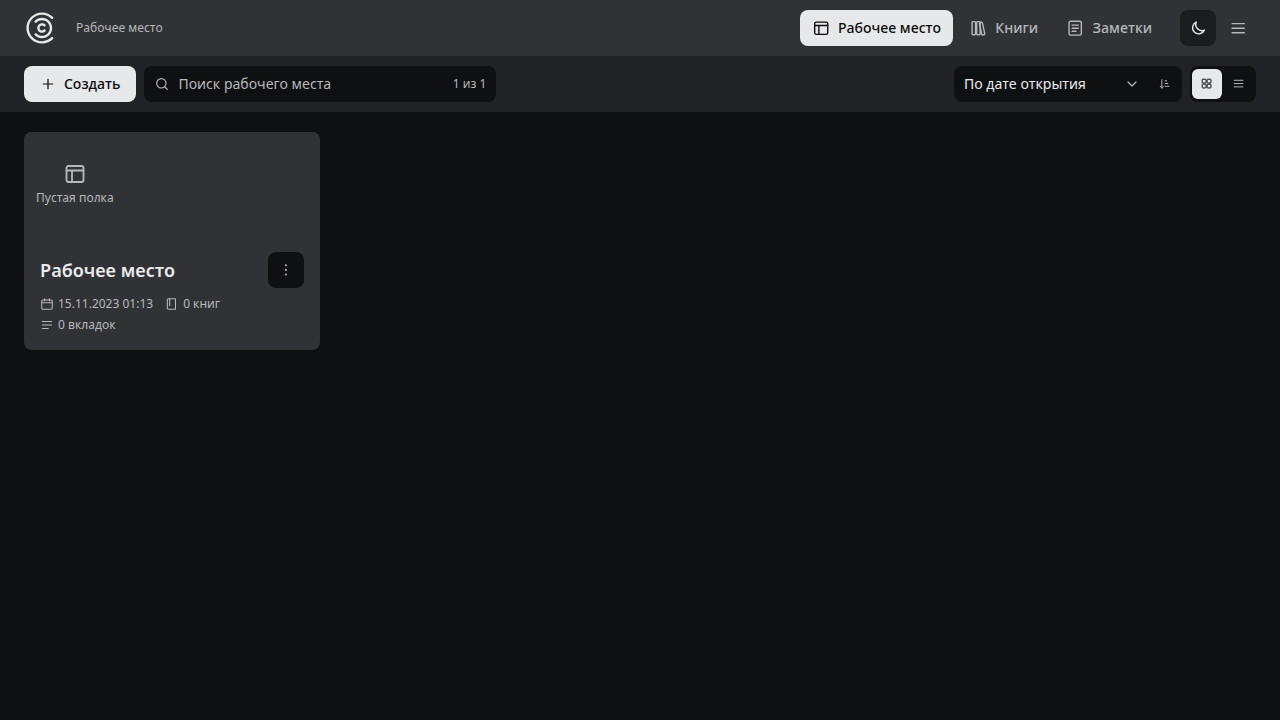 Рабочее место
Рабочее место
Книги
Заметки
Создать
Поиск рабочего места
1 из 1
По дате открытия
Пустая полка
Рабочее место
15.11.2023 01:13
0 книг
0 вкладок